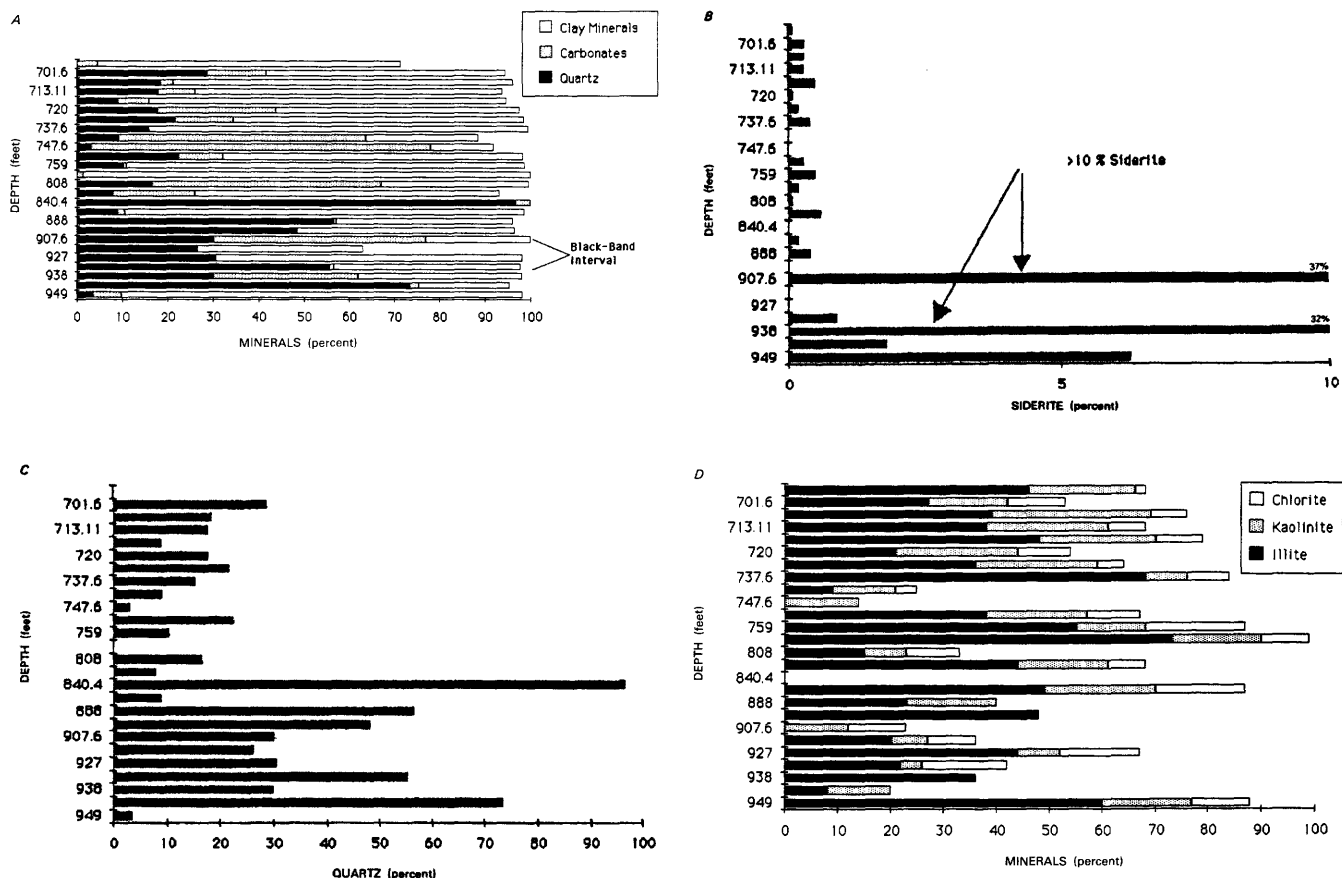 A
Clay Minerals
Carbonates
Quartz
DEPTH (feet)
701.6
713.11
720
737.6
747.6
759
808
840.4
888
907.6
927
938
949
Black-Band
Interval
0 10 20 30 40 50 60 70 80 90 100
MINERALS (percent)
B
DEPTH (feet)
701.6
713.11
720
737.6
747.6
759
808
840.4
888
907.6
927
938
949
>10 % Siderite
37%
32%
0 5 10
SIDERITE (percent)
C
DEPTH (feet)
701.6
713.11
720
737.6
747.6
759
808
840.4
888
907.6
927
938
949
0 10 20 30 40 50 60 70 80 90 100
QUARTZ (percent)
D
Chlorite
Kaolinite
Illite
DEPTH (feet)
701.6
713.11
720
737.6
747.6
759
808
840.4
888
907.6
927
938
949
0 10 20 30 40 50 60 70 80 90 100
MINERALS (percent)